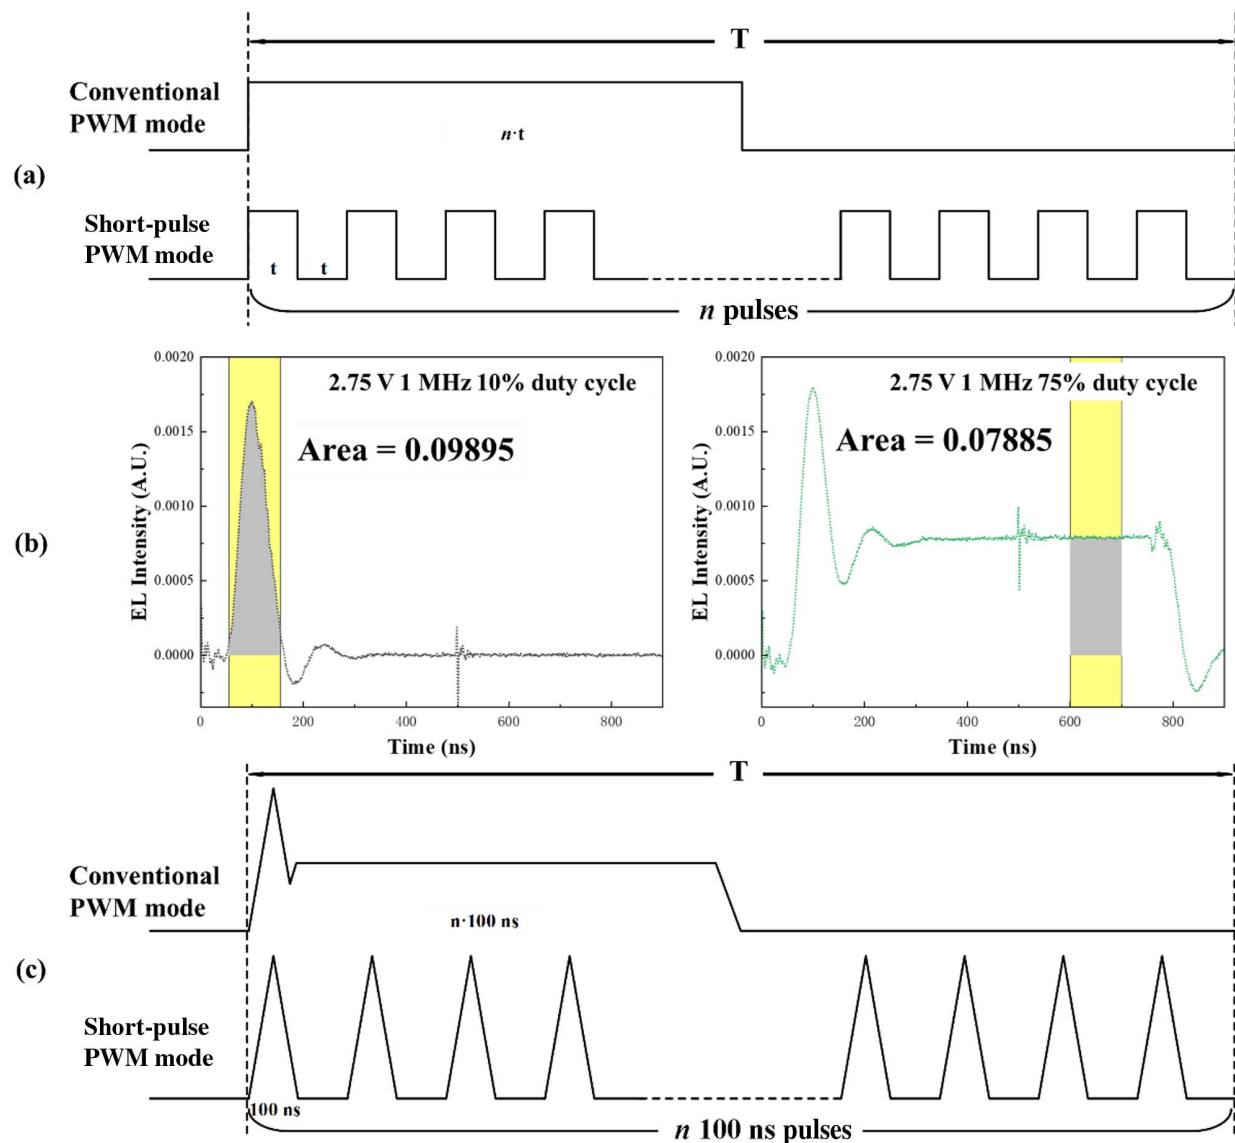 T
Conventional
PWM mode
n·t
(a)
Short-pulse
PWM mode
t t
n pulses
0.0020
0.0015
0.0010
0.0005
0.0000
EL Intensity (A.U.)
2.75 V 1 MHz 10% duty cycle
Area = 0.09895
0 200 400 600 800
Time (ns)
0.0020
0.0015
0.0010
0.0005
0.0000
EL Intensity (A.U.)
2.75 V 1 MHz 75% duty cycle
Area = 0.07885
0 200 400 600 800
Time (ns)
(b)
T
Conventional
PWM mode
n·100 ns
(c)
Short-pulse
PWM mode
100 ns
n 100 ns pulses